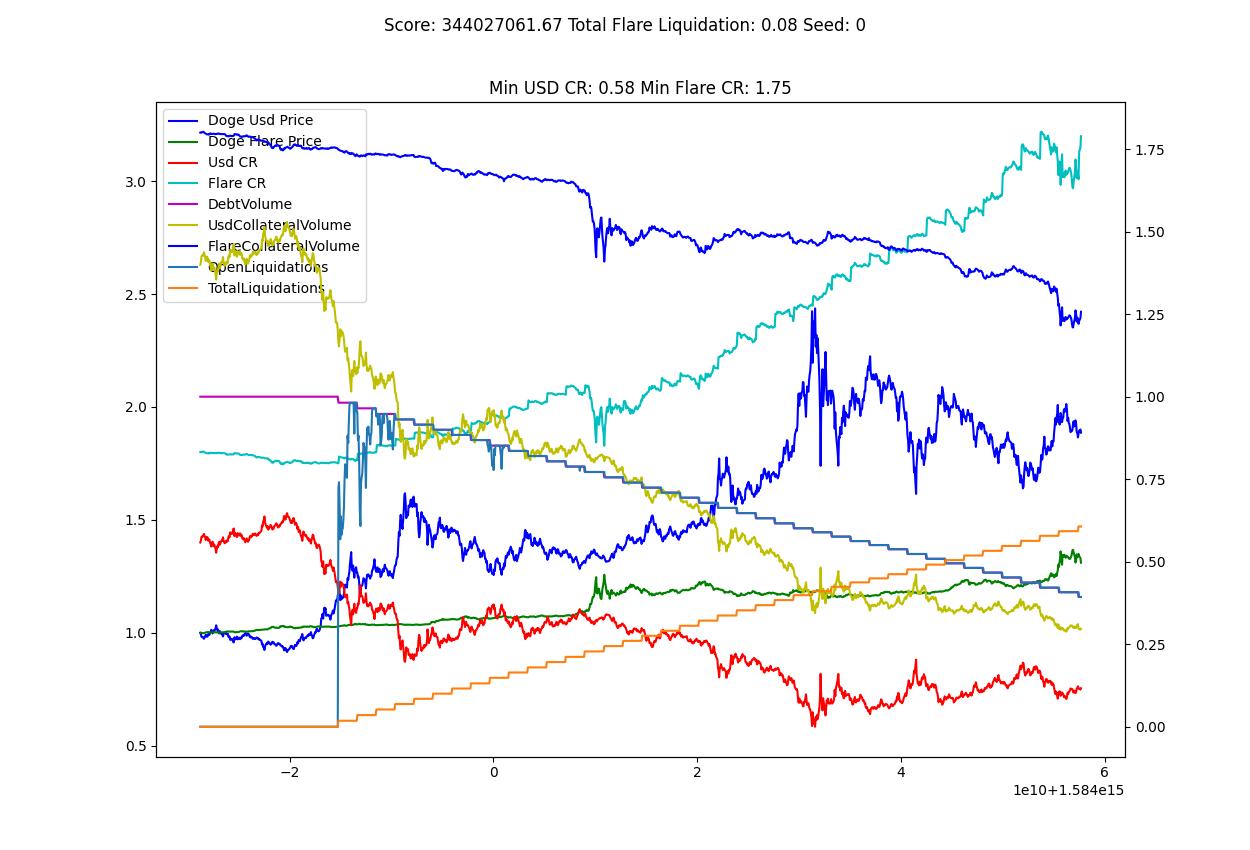 Score: 344027061.67 Total Flare Liquidation: 0.08 Seed: 0
Min USD CR: 0.58 Min Flare CR: 1.75
Doge Usd Price
Doge Flare Price
Usd CR
Flare CR
DebtVolume
UsdCollateralVolume
FlareCollateralVolume
OpenLiquidations
TotalLiquidations
3.0
2.5
2.0
1.5
1.0
0.5
1.75
1.50
1.25
1.00
0.75
0.50
0.25
0.00
−2
0
2
4
6
1e10+1.584e15